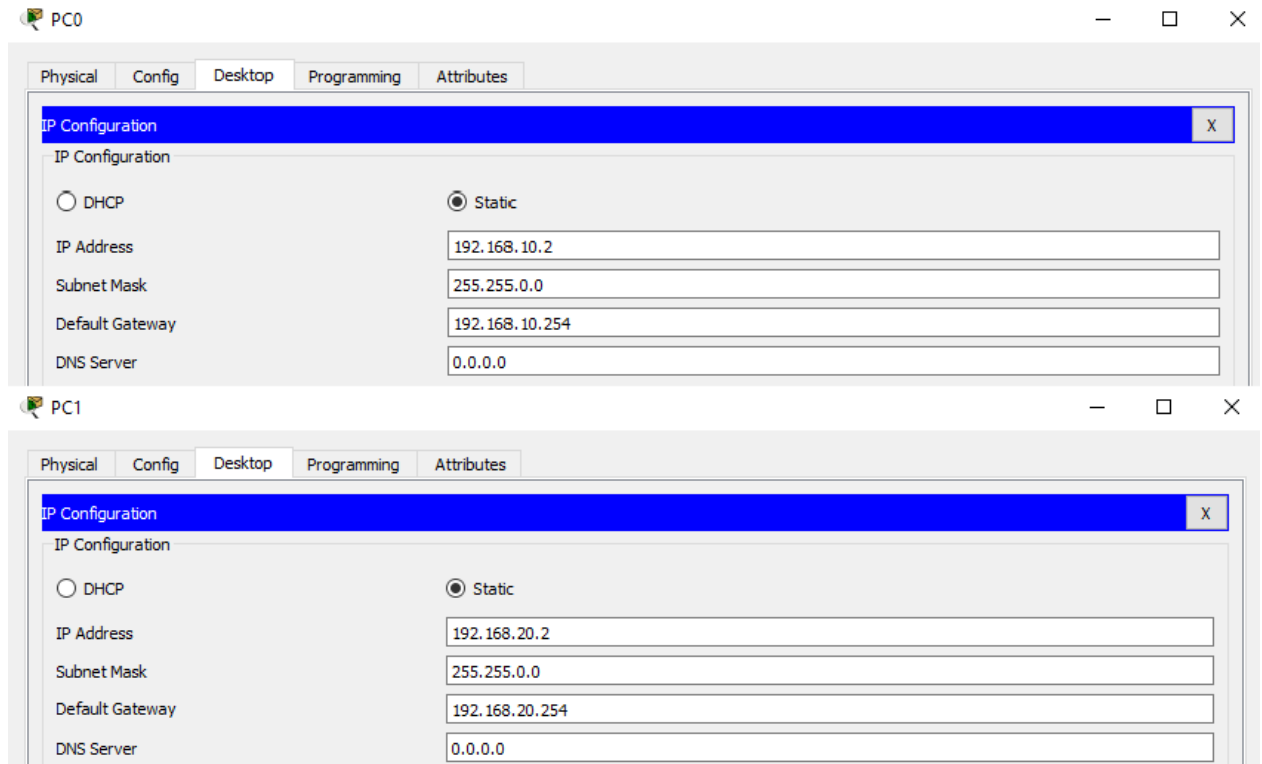 PC0
Physical Config Desktop Programming Attributes
IP Configuration X
IP Configuration
DHCP Static
IP Address 192.168.10.2
Subnet Mask 255.255.0.0
Default Gateway 192.168.10.254
DNS Server 0.0.0.0
PC1
Physical Config Desktop Programming Attributes
IP Configuration X
IP Configuration
DHCP Static
IP Address 192.168.20.2
Subnet Mask 255.255.0.0
Default Gateway 192.168.20.254
DNS Server 0.0.0.0